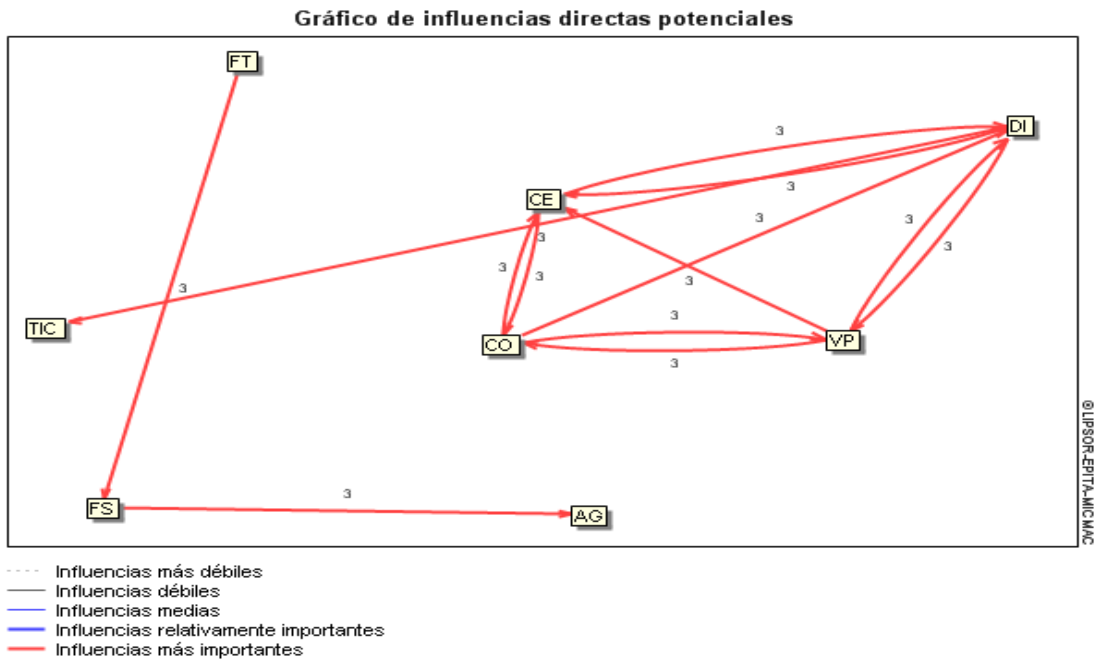 Gráfico de influencias directas potenciales
FT
DI
3
3
CE
3
3
3
3
3
3
3
3
TIC
3
CO
VP
3
FS
3
AG
©LIPSOR-EPITA-MICMAC
Influencias más débiles
Influencias débiles
Influencias medias
Influencias relativamente importantes
Influencias más importantes